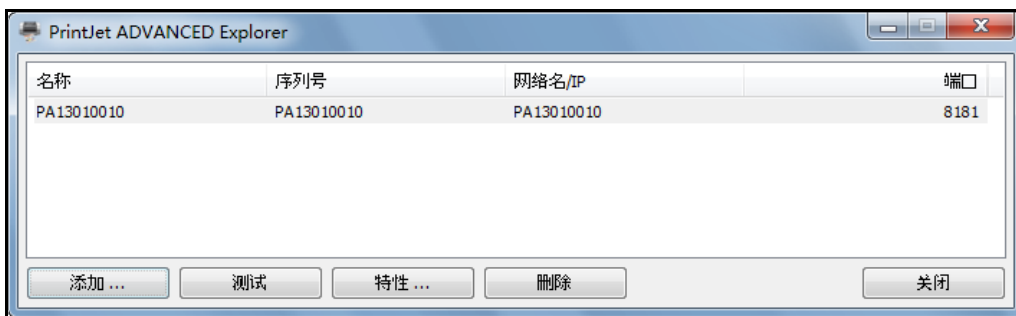 PrintJet ADVANCED Explorer
名称 序列号 网络名/IP 端口
PA13010010 PA13010010 PA13010010 8181
添加 ... 测试 特性 ... 删除 关闭